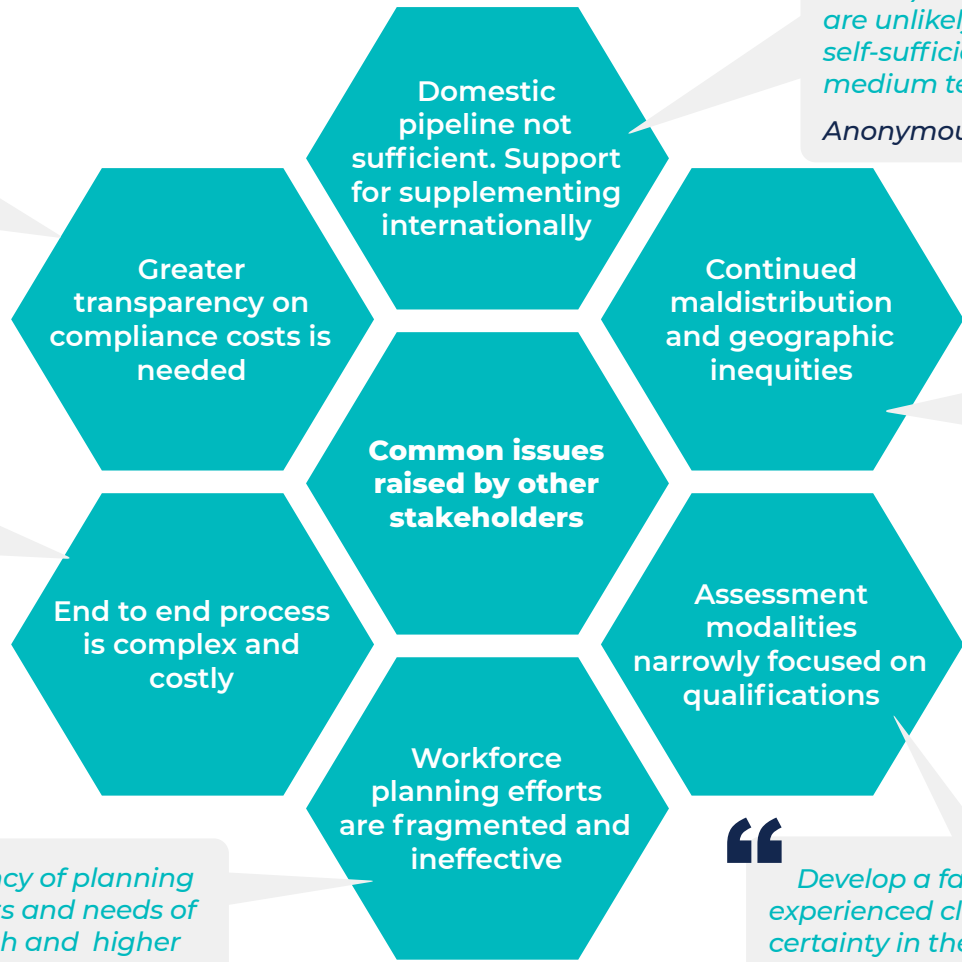 are unlikely
self-sufficie
medium te
Anonymou
Domestic
pipeline not
sufficient. Support
for supplementing
internationally
Greater
transparency on
compliance costs is
needed
Continued
maldistribution
and geographic
inequities
Common issues
raised by other
stakeholders
End to end process
is complex and
costly
Assessment
modalities
narrowly focused on
qualifications
Workforce
planning efforts
are fragmented and
ineffective
ncy of planning
s and needs of
h and higher
“
Develop a fa
experienced cl
certainty in the